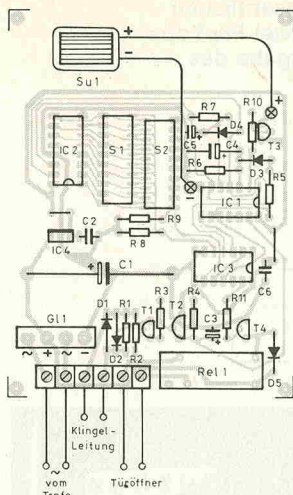 +
−
Su1
R7
R10
+
D4
C5
+
C4
T3
R6
D3
R5
IC2
S1
S2
−
IC1
C2
R9
R8
IC4
+
C1
IC3
C6
Gl1
D1
R1
T1
R3
T2
R4
C3
R11
T4
~
+
~
−
D2
R2
+
Rel 1
D5
Klingel-
Leitung
~
vom
Türöffner
Trafo